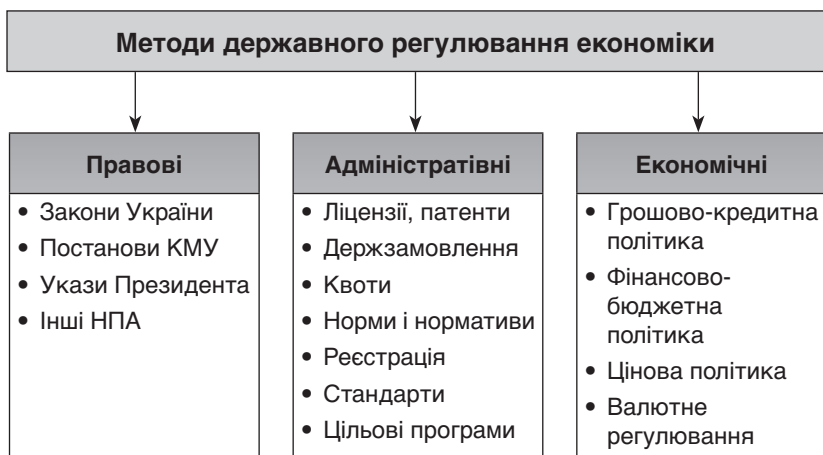 Методи державного регулювання економіки
Правові
• Закони України
• Постанови КМУ
• Укази Президента
• Інші НПА
Адміністратівні
• Ліцензії, патенти
• Держзамовлення
• Квоти
• Норми і нормативи
• Реєстрація
• Стандарти
• Цільові програми
Економічні
• Грошово-кредитна
політика
• Фінансово-
бюджетна
політика
• Цінова політика
• Валютне
регулювання